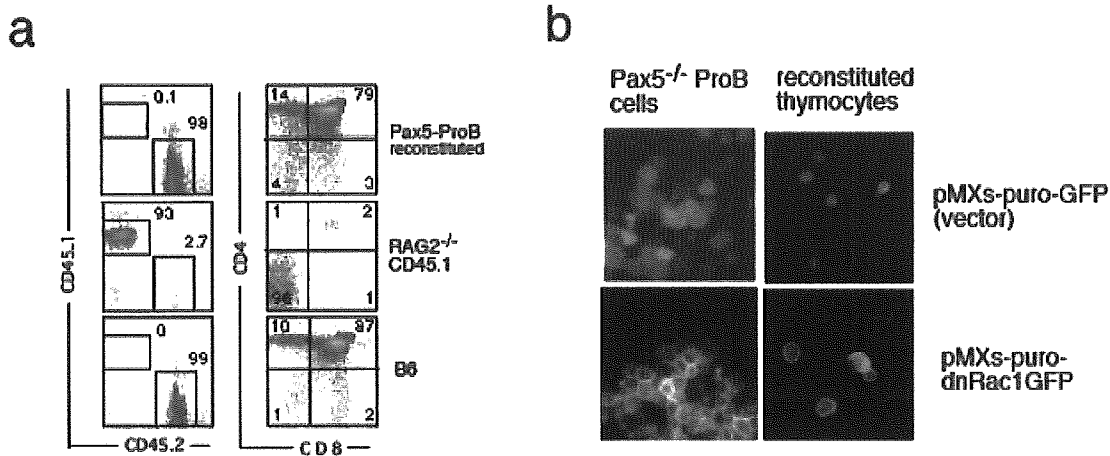 a
b
0.1
98
14
79
4
3
Pax5-ProB
reconstituted
93
2.7
1
2
96
1
RAG2-/-
CD45.1
0
99
10
87
1
2
B6
CD45.1
CD4
CD45.2
CD8
Pax5-/- ProB
cells
reconstituted
thymocytes
pMXs-puro-GFP
(vector)
pMXs-puro-
dnRac1GFP